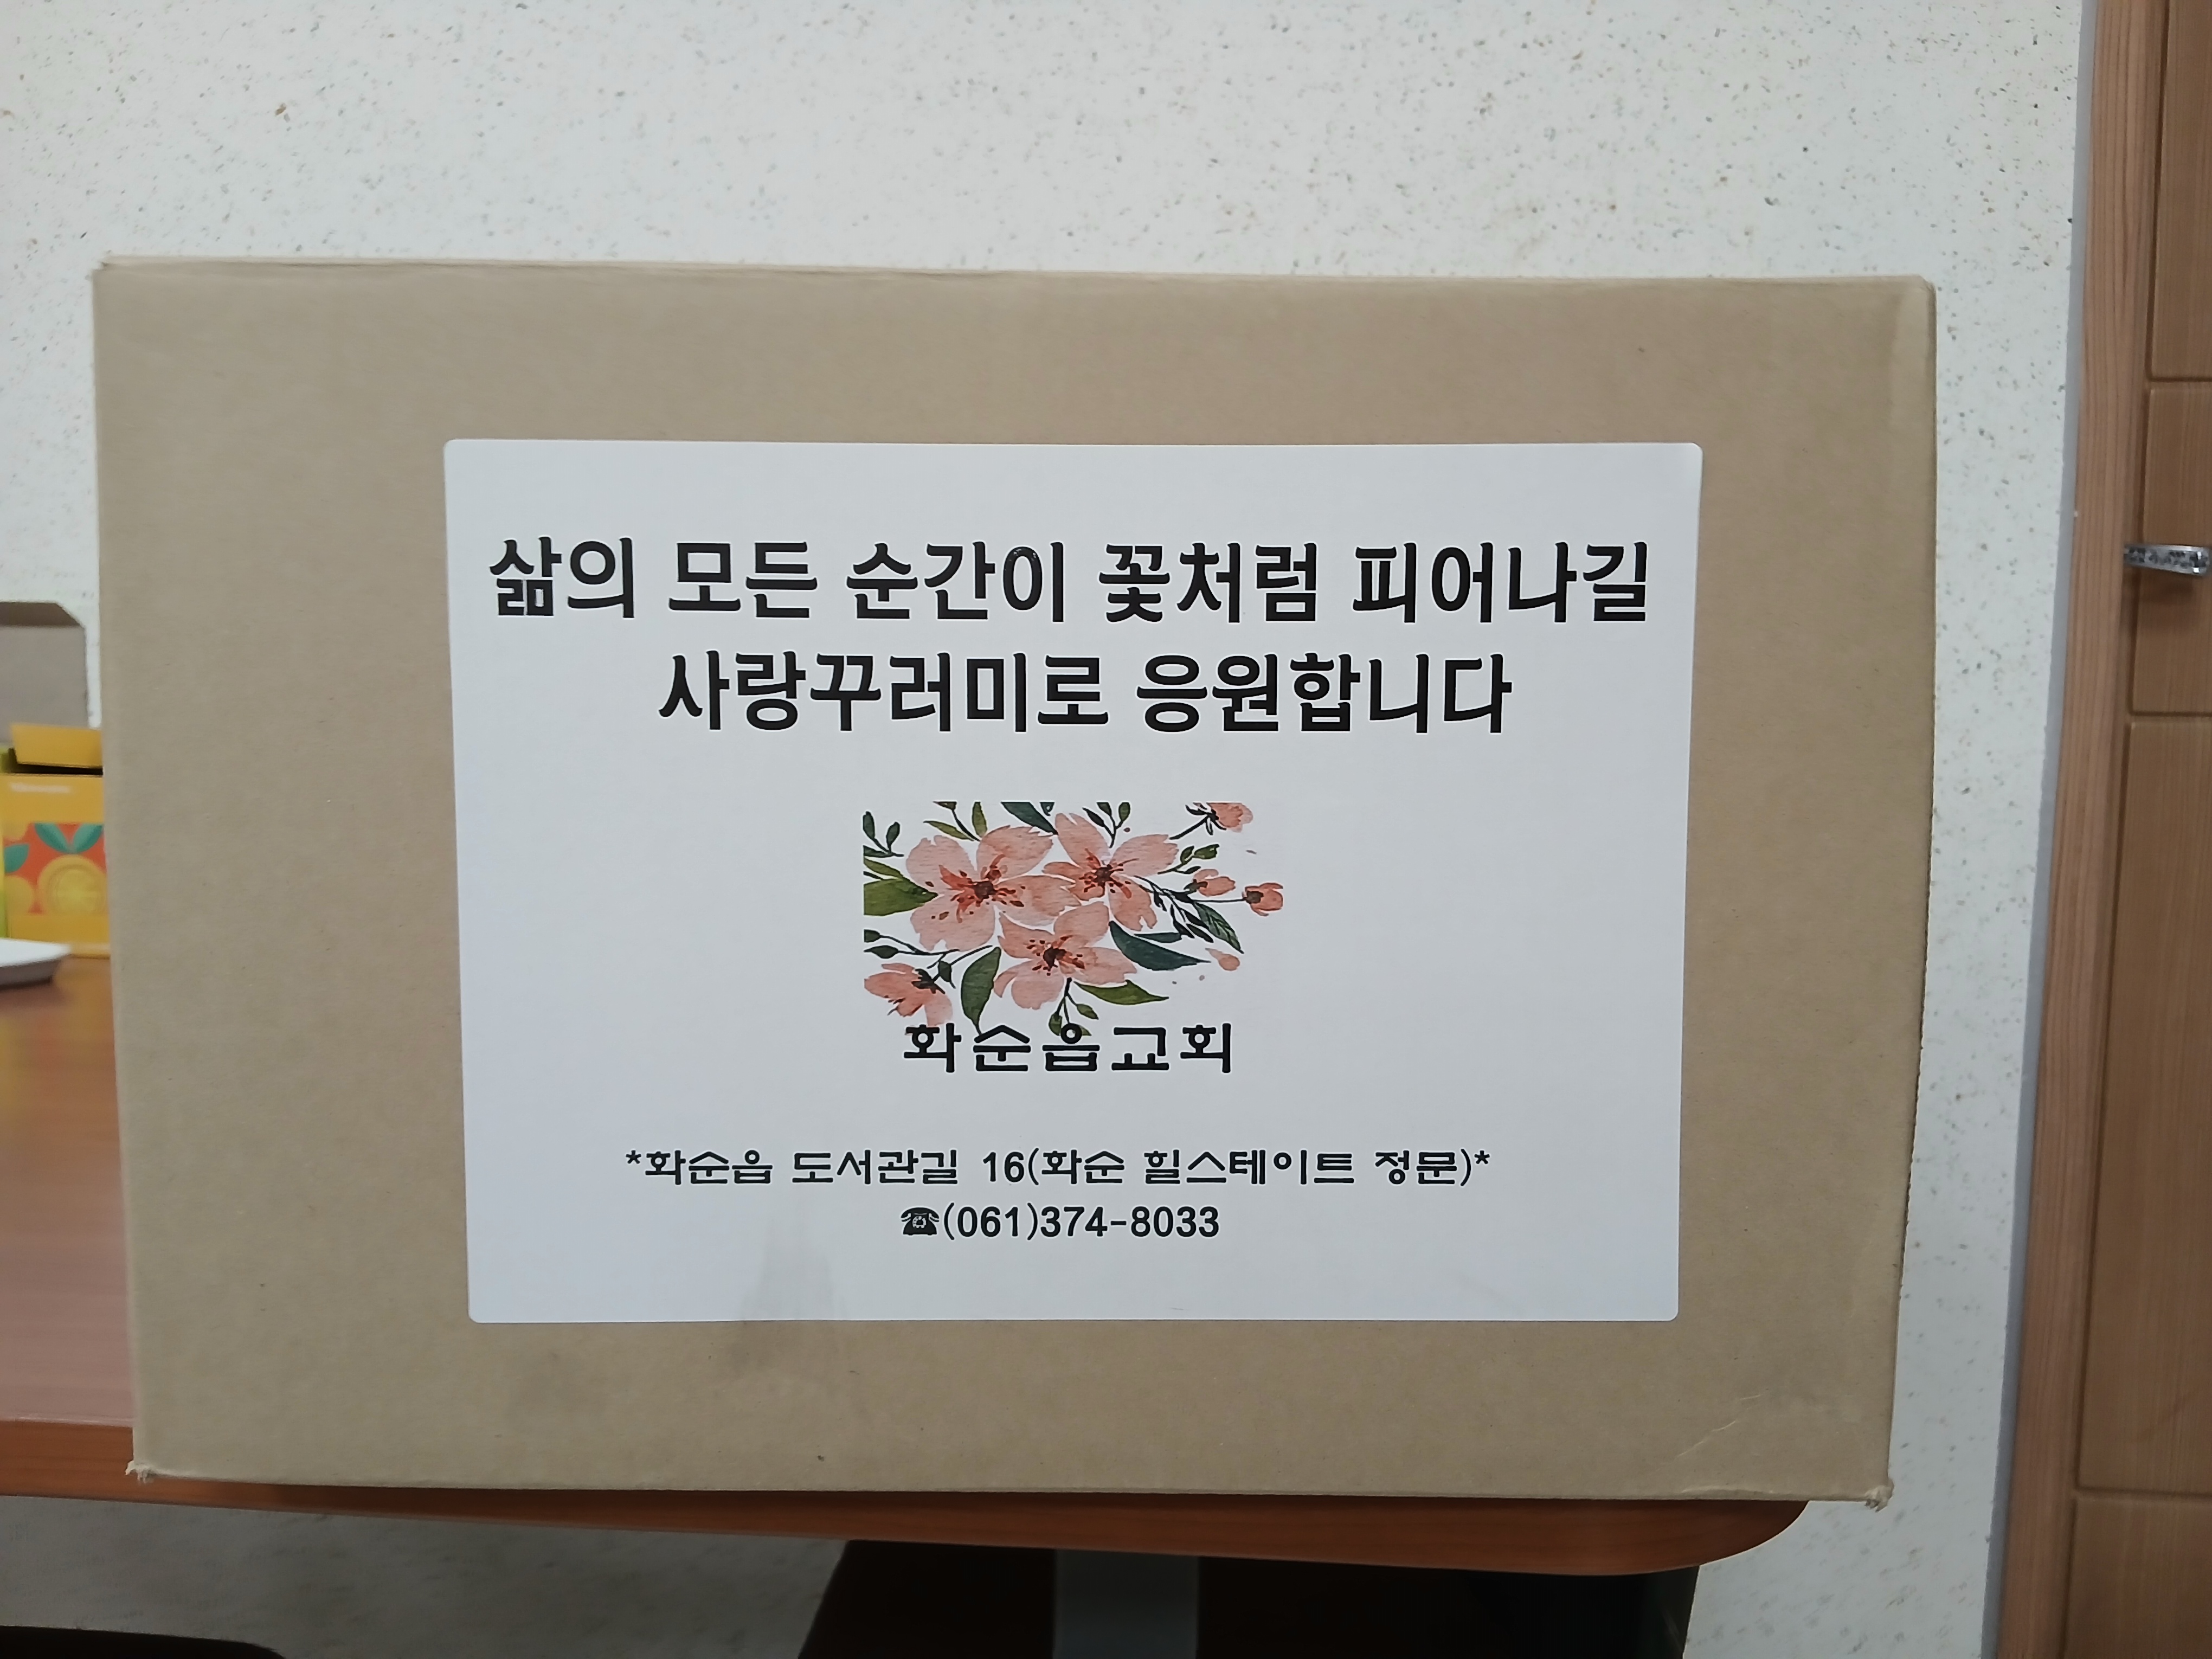 삶의 모든 순간이 꽃처럼 피어나길
사랑꾸러미로 응원합니다
화순읍교회
*화순읍 도서관길 16(화순 힐스테이트 정문)*
☎(061)374-8033